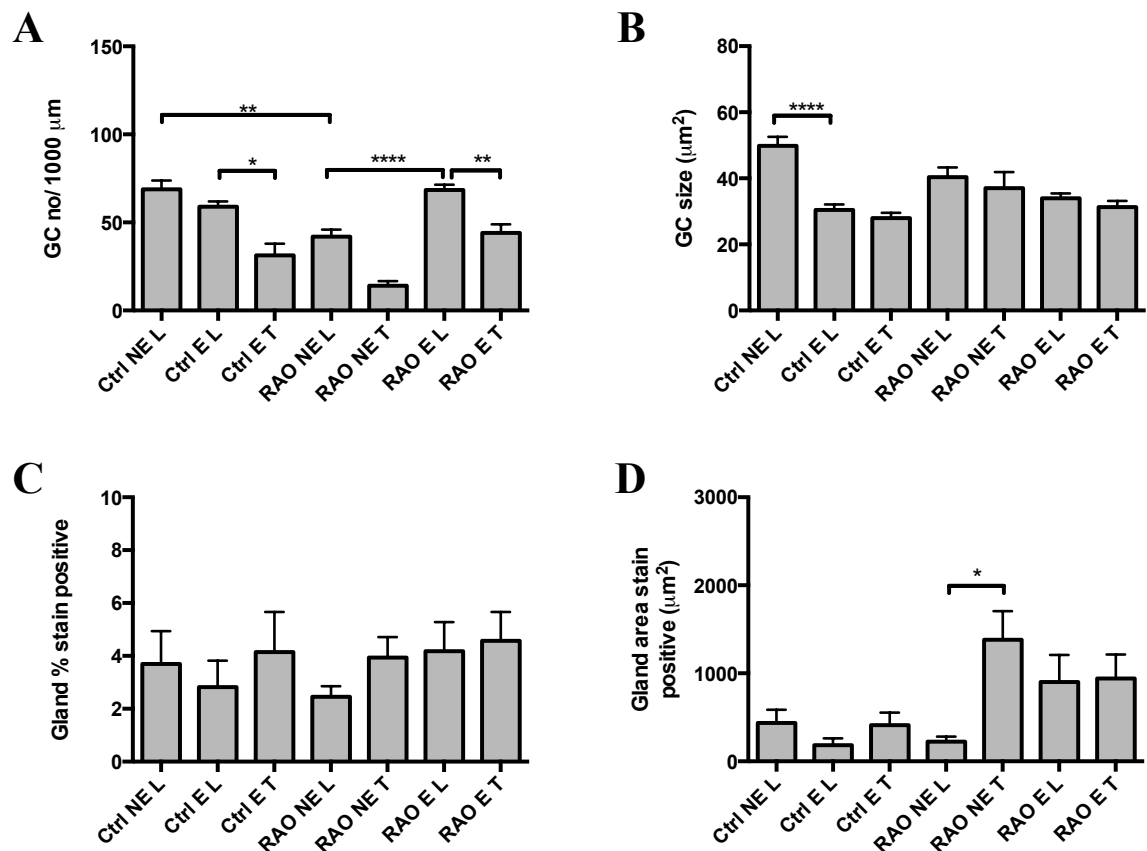 A
GC no/ 1000 μm
150
100
50
0
**
*
****
**
Ctrl NE L
Ctrl E L
Ctrl E T
RAO NE L
RAO NE T
RAO E L
RAO E T
B
GC size (μm²)
80
60
40
20
0
****
Ctrl NE L
Ctrl E L
Ctrl E T
RAO NE L
RAO NE T
RAO E L
RAO E T
C
Gland % stain positive
10
8
6
4
2
0
Ctrl NE L
Ctrl E L
Ctrl E T
RAO NE L
RAO NE T
RAO E L
RAO E T
D
Gland area stain
positive (μm²)
3000
2000
1000
0
*
Ctrl NE L
Ctrl E L
Ctrl E T
RAO NE L
RAO NE T
RAO E L
RAO E T